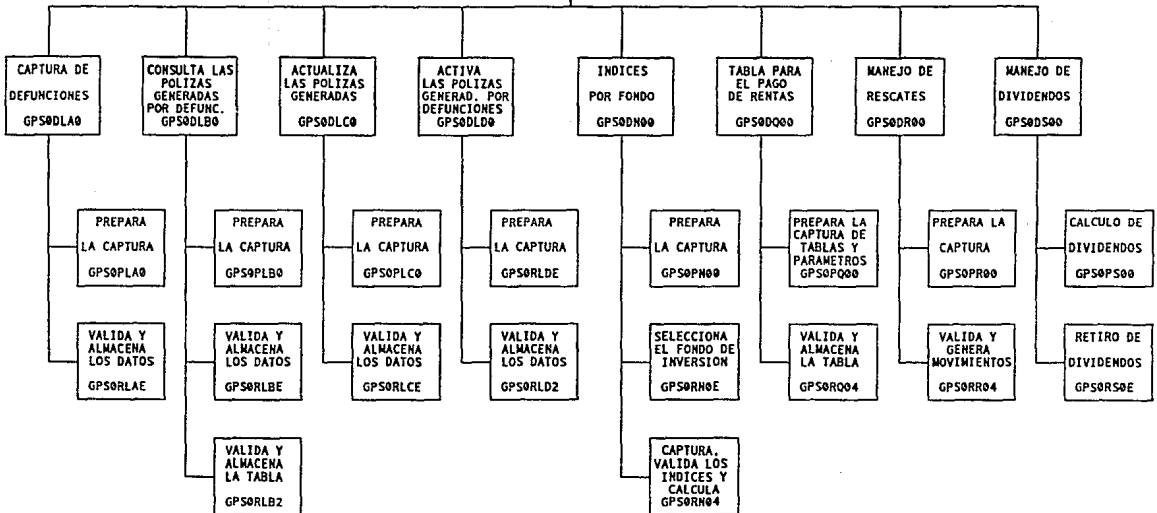 CAPTURA DE
DEFUNCIONES
GPS0DLA0
CONSULTA LAS
POLIZAS
GENERADAS
POR DEFUNC.
GPS0DLB0
ACTUALIZA
LAS POLIZAS
GENERADAS
GPS0DLC0
ACTIVA
LAS POLIZAS
GENERAD. POR
DEFUNCIONES
GPS0DLD0
INDICES
POR FONDO
GPS0DN00
TABLA PARA
EL PAGO
DE RENTAS
GPS0DQ00
MANEJO DE
RESCATES
GPS0DR00
MANEJO DE
DIVIDENDOS
GPS0DS00
PREPARA
LA CAPTURA
GPS0PLA0
PREPARA
LA CAPTURA
GPS0PLB0
PREPARA
LA CAPTURA
GPS0PLC0
PREPARA
LA CAPTURA
GPS0RLDE
PREPARA
LA CAPTURA
GPS0PN00
PREPARA LA
CAPTURA DE
TABLAS Y
PARAMETROS
GPS0PQ00
PREPARA LA
CAPTURA
GPS0PR00
CALCULO DE
DIVIDENDOS
GPS0PS00
VALIDA Y
ALMACENA
LOS DATOS
GPS0RLAE
VALIDA Y
ALMACENA
LOS DATOS
GPS0RLBE
VALIDA Y
ALMACENA
LOS DATOS
GPS0RLCE
VALIDA Y
ALMACENA
LOS DATOS
GPS0RLD2
SELECCIONA
EL FONDO DE
INVERSION
GPS0RN0E
VALIDA Y
ALMACENA
LA TABLA
GPS0RQ04
VALIDA Y
GENERA
MOVIMIENTOS
GPS0RR04
RETIRO DE
DIVIDENDOS
GPS0RS0E
VALIDA Y
ALMACENA
LA TABLA
GPS0RLB2
CAPTURA,
VALIDA LOS
INDICES Y
CALCULA
GPS0RN04